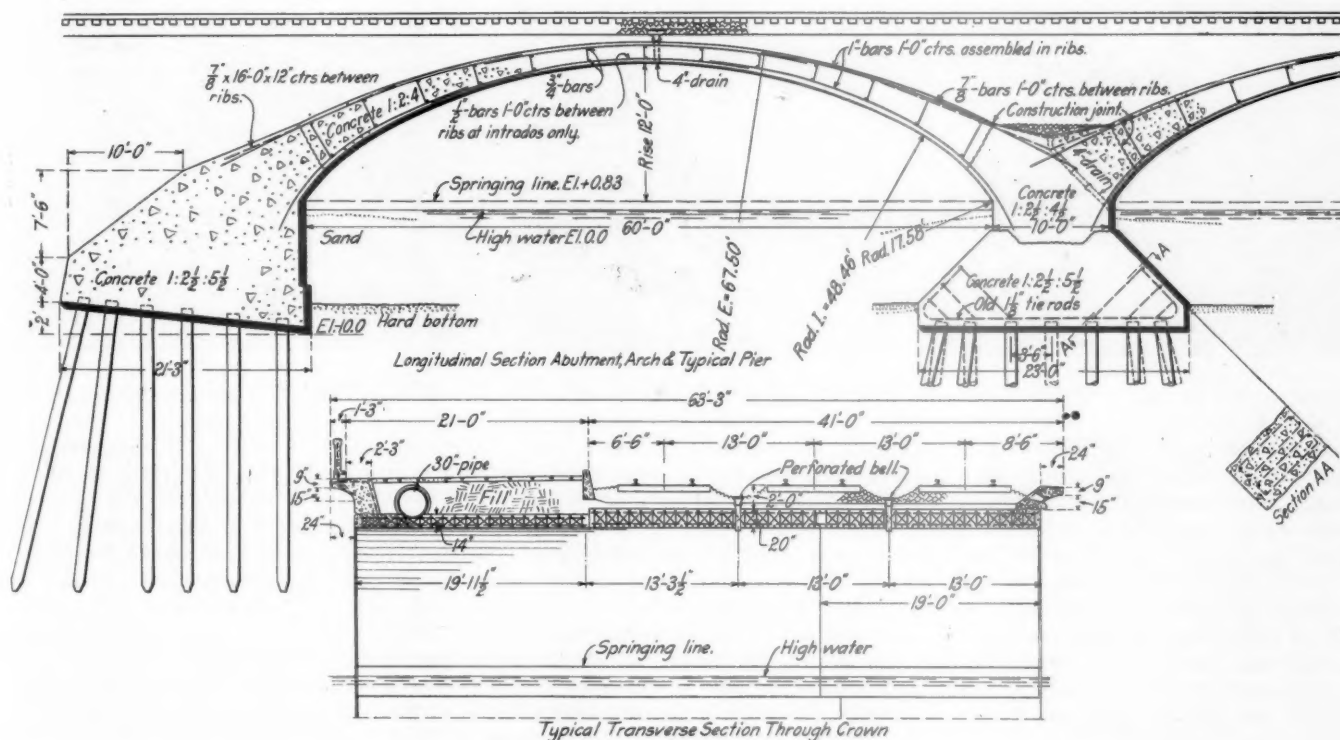 7/8" x 16'-0" x 12" ctrs between
ribs.
Concrete 1:2:4
3/4"-bars
1/2"-bars 1'-0" ctrs between
ribs at intrados only.
4"-drain
1"-bars 1'-0" ctrs. assembled in ribs.
7/8"-bars 1'-0" ctrs. between ribs.
Construction joint.
4"-drain
10'-0"
7'-6"
4'-0"
2'
Rise 12'-0"
Springing line. El.+0.83
High water El.0.0
60'-0"
Sand
Concrete 1:2 1/2:5 1/2
El.-10.0
Hard bottom
21'-3"
Rad. E.= 67.50'
Rad. I.= 48.46'
Rad. 17.58'
Concrete
1:2 1/2:4 1/2
10'-0"
A
Concrete 1:2 1/2:5 1/2
Old 1 1/8" tie rods
A
3'-6"
23'-0"
Longitudinal Section Abutment, Arch & Typical Pier
Section AA
63'-3"
1'-3"
21'-0"
41'-0"
2'-3"
6'-6"
13'-0"
13'-0"
8'-6"
24"
30"-pipe
Perforated bell.
9"
15"
Fill
2'-0"
9"
15"
24
14"
20"
19'-11 1/2"
13'-3 1/2"
13'-0"
13'-0"
19'-0"
Springing line.
High water
Typical Transverse Section Through Crown